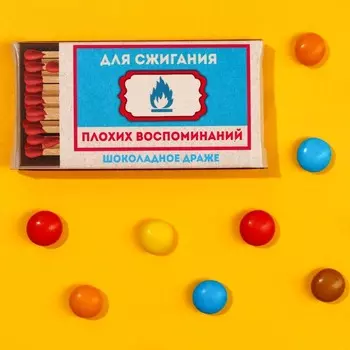 ДЛЯ СЖИГАНИЯ
ПЛОХИХ ВОСПОМИНАНИЙ
ШОКОЛАДНОЕ ДРАЖЕ